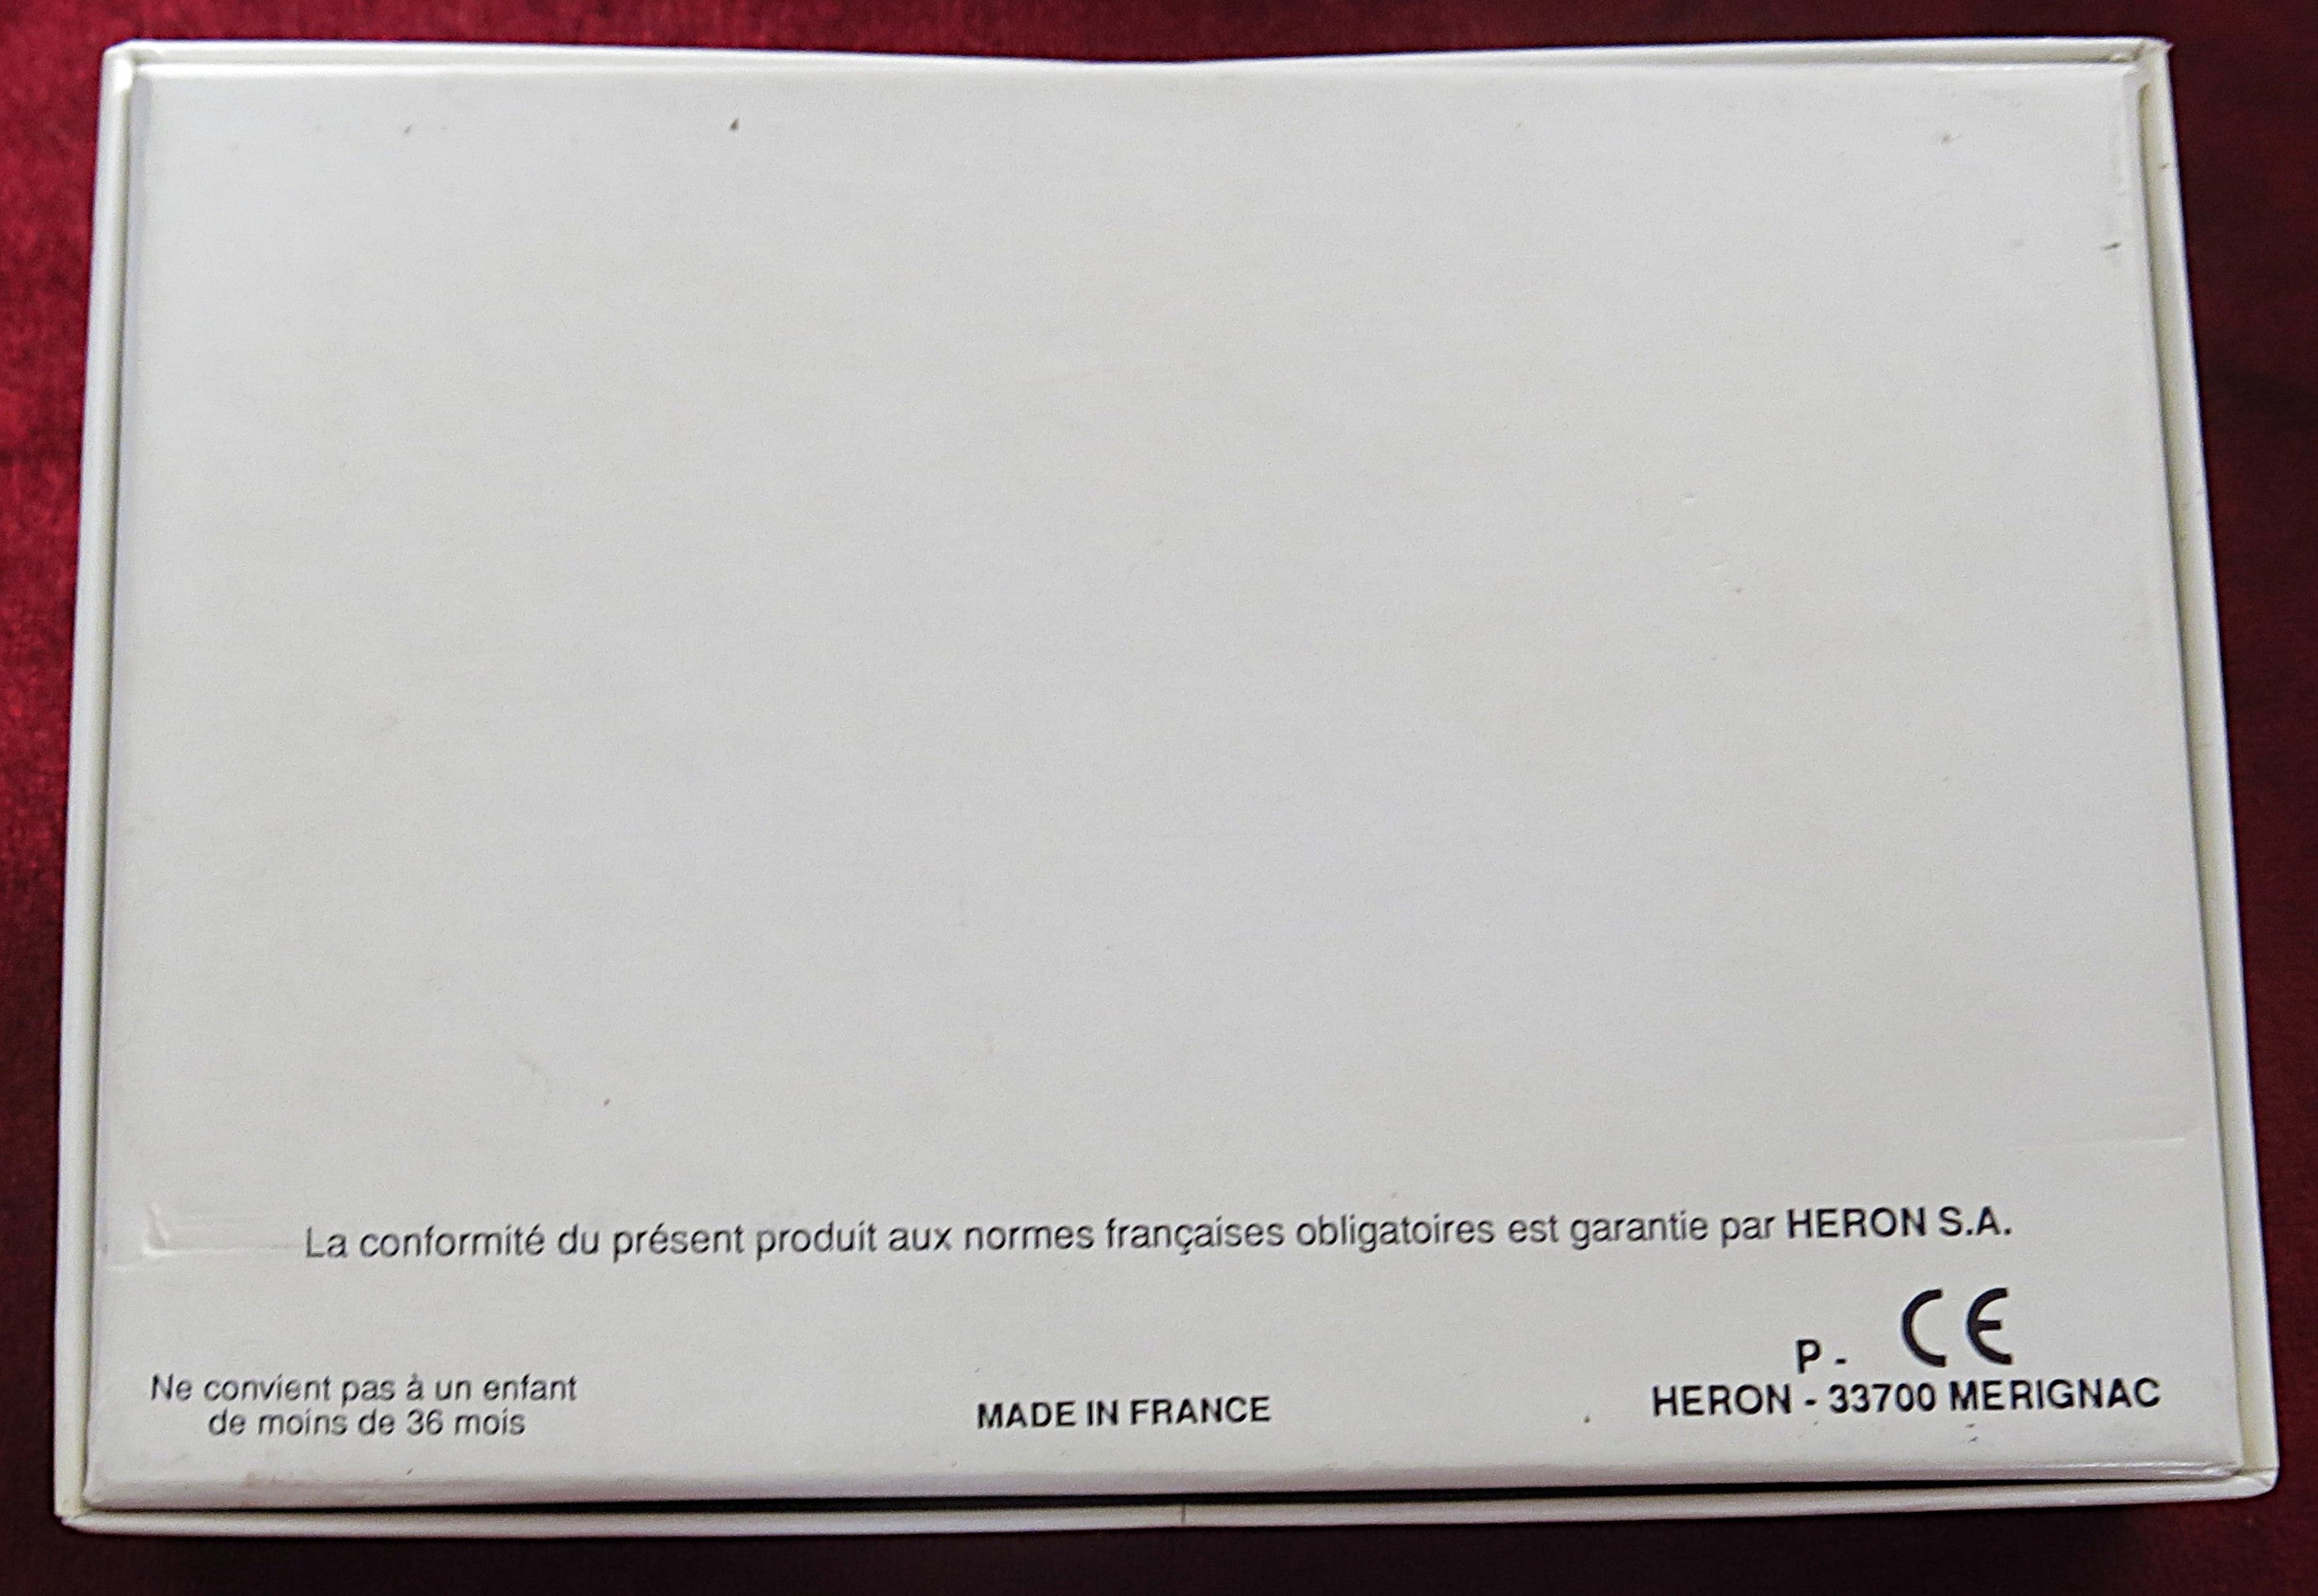 La conformité du présent produit aux normes françaises obligatoires est garantie par HERON S.A.
Ne convient pas à un enfant
de moins de 36 mois
MADE IN FRANCE
P - CE
HERON - 33700 MERIGNAC